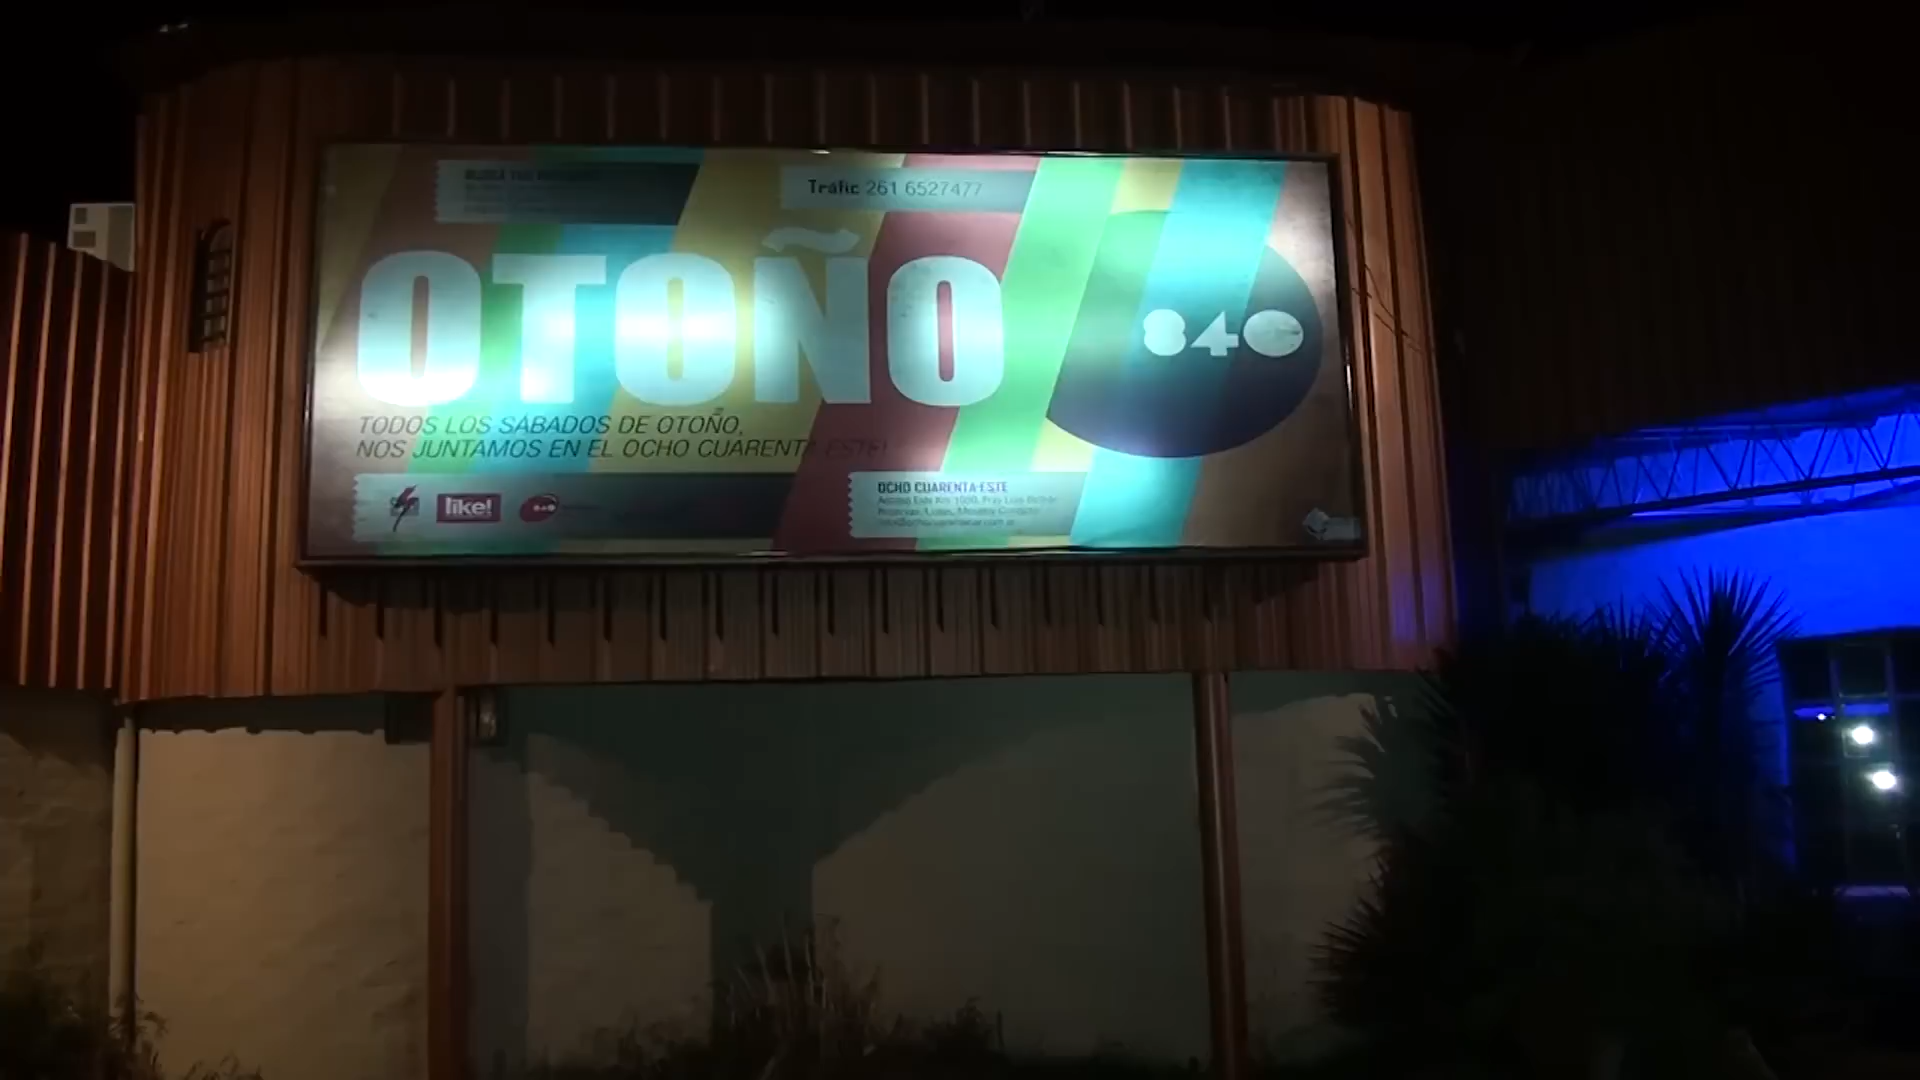 Tráfic 261 6527477
OTOÑO
840
TODOS LOS SÁBADOS DE OTOÑO,
NOS JUNTAMOS EN EL OCHO CUARENTA ESTE!
like!
840
OCHO CUARENTA ESTE